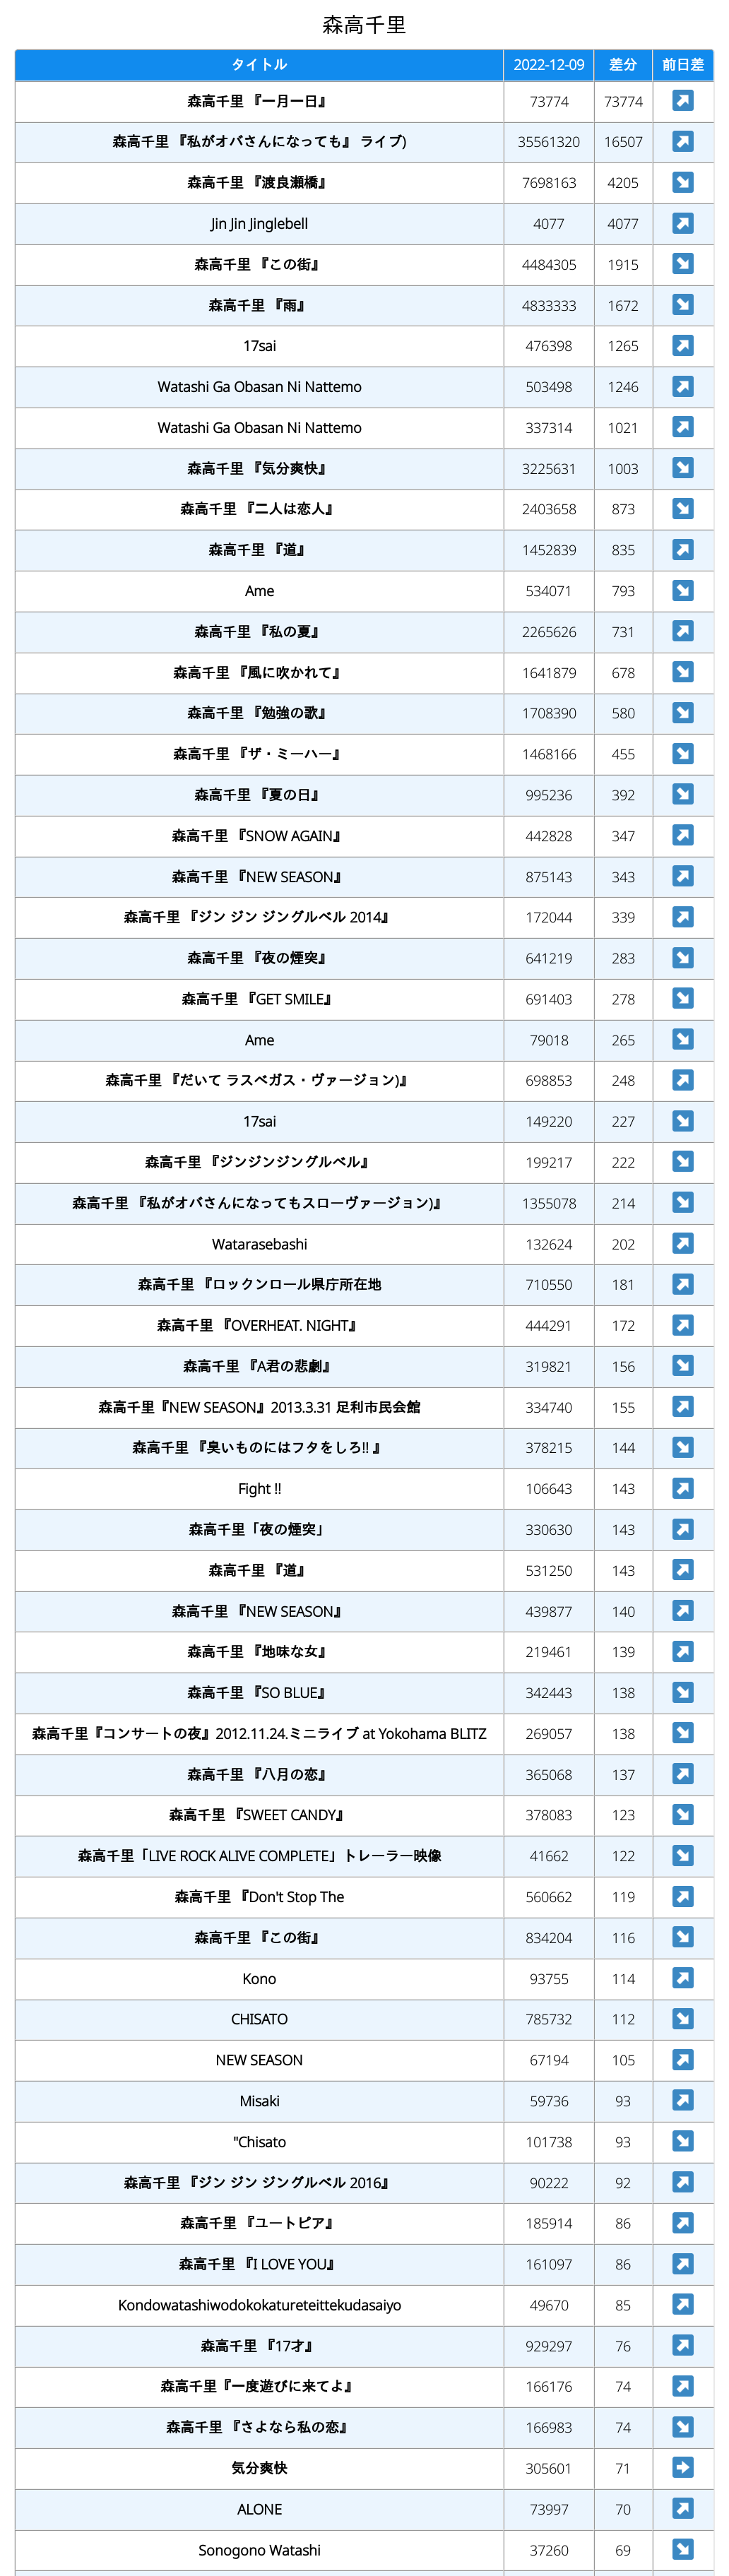 森高千里
タイトル 2022-12-09 差分 前日差
森高千里 『一月一日』 73774 73774
森高千里 『私がオバさんになっても』 ライブ) 35561320 16507
森高千里 『渡良瀬橋』 7698163 4205
Jin Jin Jinglebell 4077 4077
森高千里 『この街』 4484305 1915
森高千里 『雨』 4833333 1672
17sai 476398 1265
Watashi Ga Obasan Ni Nattemo 503498 1246
Watashi Ga Obasan Ni Nattemo 337314 1021
森高千里 『気分爽快』 3225631 1003
森高千里 『二人は恋人』 2403658 873
森高千里 『道』 1452839 835
Ame 534071 793
森高千里 『私の夏』 2265626 731
森高千里 『風に吹かれて』 1641879 678
森高千里 『勉強の歌』 1708390 580
森高千里 『ザ・ミーハー』 1468166 455
森高千里 『夏の日』 995236 392
森高千里 『SNOW AGAIN』 442828 347
森高千里 『NEW SEASON』 875143 343
森高千里 『ジン ジン ジングルベル 2014』 172044 339
森高千里 『夜の煙突』 641219 283
森高千里 『GET SMILE』 691403 278
Ame 79018 265
森高千里 『だいて ラスベガス・ヴァージョン)』 698853 248
17sai 149220 227
森高千里 『ジンジンジングルベル』 199217 222
森高千里 『私がオバさんになってもスローヴァージョン)』 1355078 214
Watarasebashi 132624 202
森高千里 『ロックンロール県庁所在地 710550 181
森高千里 『OVERHEAT. NIGHT』 444291 172
森高千里 『A君の悲劇』 319821 156
森高千里『NEW SEASON』2013.3.31 足利市民会館 334740 155
森高千里 『臭いものにはフタをしろ!! 』 378215 144
Fight !! 106643 143
森高千里「夜の煙突」 330630 143
森高千里 『道』 531250 143
森高千里 『NEW SEASON』 439877 140
森高千里 『地味な女』 219461 139
森高千里 『SO BLUE』 342443 138
森高千里『コンサートの夜』2012.11.24.ミニライブ at Yokohama BLITZ 269057 138
森高千里 『八月の恋』 365068 137
森高千里 『SWEET CANDY』 378083 123
森高千里「LIVE ROCK ALIVE COMPLETE」トレーラー映像 41662 122
森高千里 『Don't Stop The 560662 119
森高千里 『この街』 834204 116
Kono 93755 114
CHISATO 785732 112
NEW SEASON 67194 105
Misaki 59736 93
"Chisato 101738 93
森高千里 『ジン ジン ジングルベル 2016』 90222 92
森高千里 『ユートピア』 185914 86
森高千里 『I LOVE YOU』 161097 86
Kondowatashiwodokokatureteittekudasaiyo 49670 85
森高千里 『17才』 929297 76
森高千里『一度遊びに来てよ』 166176 74
森高千里 『さよなら私の恋』 166983 74
気分爽快 305601 71
ALONE 73997 70
Sonogono Watashi 37260 69